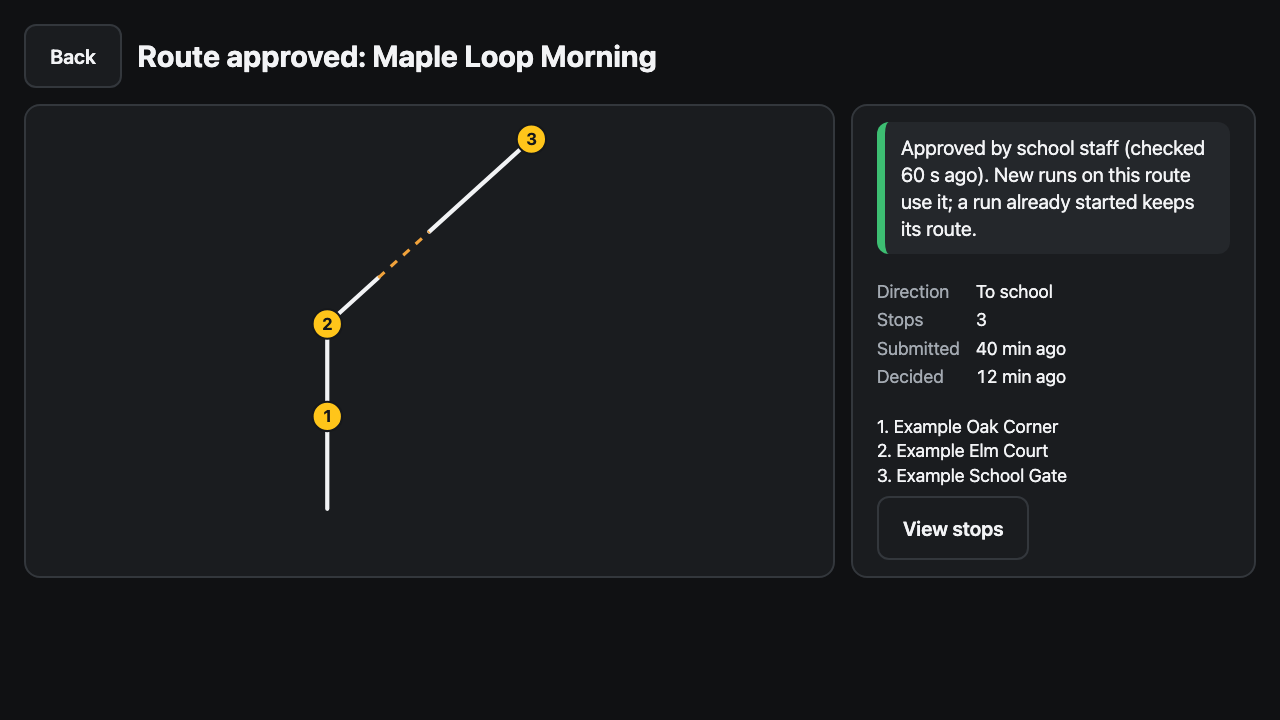 Back
Route approved: Maple Loop Morning
3
2
1
Approved by school staff (checked
60 s ago). New runs on this route
use it; a run already started keeps
its route.
Direction To school
Stops 3
Submitted 40 min ago
Decided 12 min ago
1. Example Oak Corner
2. Example Elm Court
3. Example School Gate
View stops